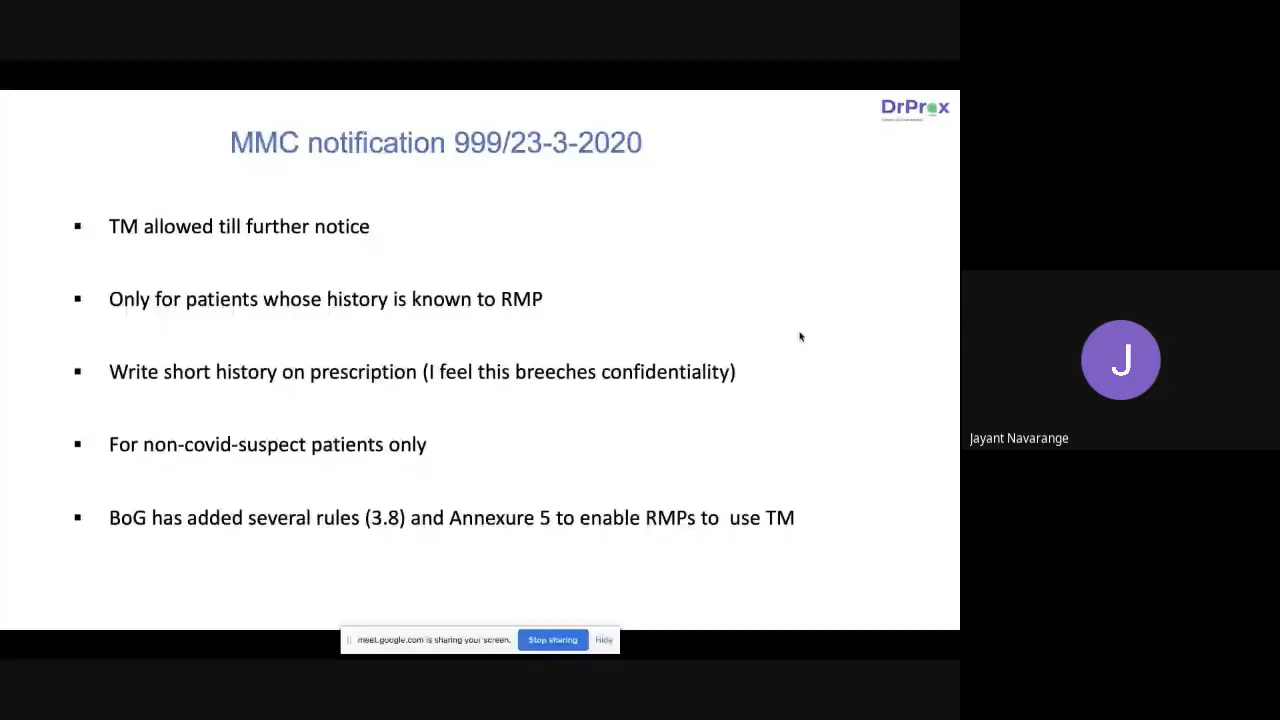 DrProx
MMC notification 999/23-3-2020
▪ TM allowed till further notice
▪ Only for patients whose history is known to RMP
▪ Write short history on prescription (I feel this breeches confidentiality)
▪ For non-covid-suspect patients only
▪ BoG has added several rules (3.8) and Annexure 5 to enable RMPs to use TM
meet.google.com is sharing your screen. Stop sharing Hide
J
Jayant Navarange